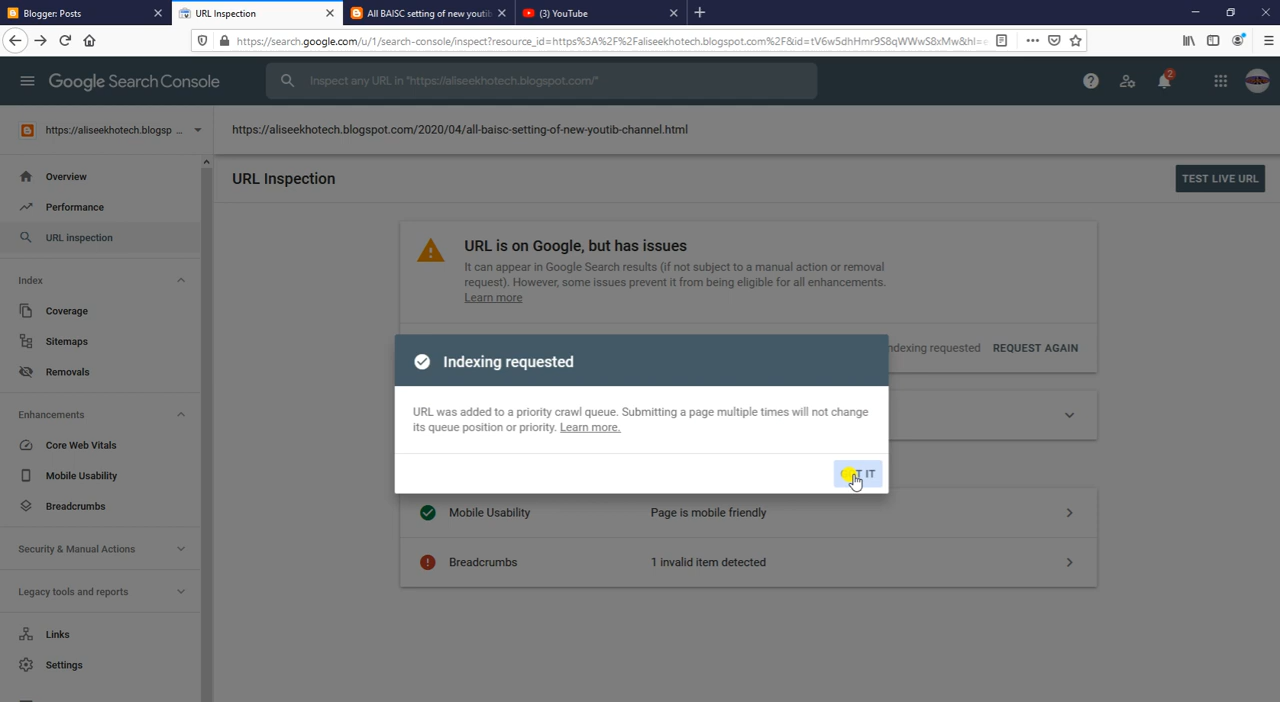 Blogger: Posts
URL Inspection
All BAISC setting of new youtib
(3) YouTube
https://search.google.com/u/1/search-console/inspect?resource_id=https%3A%2F%2Faliseekhotech.blogspot.com%2F&id=tV6w5dhHmr9S8qWWwS8xMw&hl=
Google Search Console
Inspect any URL in "https://aliseekhotech.blogspot.com/"
2
https://aliseekhotech.blogsp ...
https://aliseekhotech.blogspot.com/2020/04/all-baisc-setting-of-new-youtib-channel.html
Overview
Performance
URL inspection
Index
Coverage
Sitemaps
Removals
Enhancements
Core Web Vitals
Mobile Usability
Breadcrumbs
Security & Manual Actions
Legacy tools and reports
Links
Settings
URL Inspection
TEST LIVE URL
URL is on Google, but has issues
It can appear in Google Search results (if not subject to a manual action or removal
request). However, some issues prevent it from being eligible for all enhancements.
Learn more
ndexing requested REQUEST AGAIN
Indexing requested
URL was added to a priority crawl queue. Submitting a page multiple times will not change
its queue position or priority. Learn more.
IT
Mobile Usability Page is mobile friendly
Breadcrumbs 1 invalid item detected